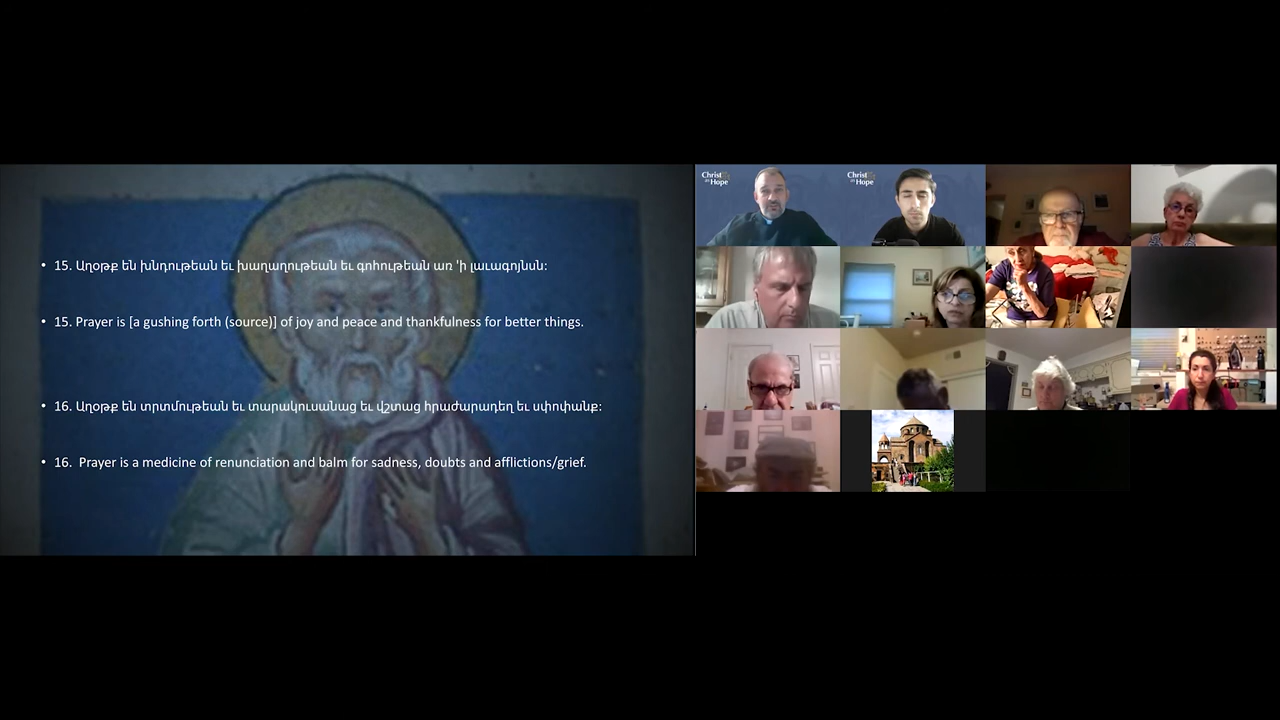 • 15. Աղօթք են խնդութեան եւ խաղաղութեան եւ գոհութեան առ 'ի լաւագոյնսն:
• 15. Prayer is [a gushing forth (source)] of joy and peace and thankfulness for better things.
• 16. Աղօթք են տրտմութեան եւ տարակուսանաց եւ վշտաց հրաժարադեղ եւ սփոփանք:
• 16. Prayer is a medicine of renunciation and balm for sadness, doubts and afflictions/grief.
Christ
Hope
Christ
Hope